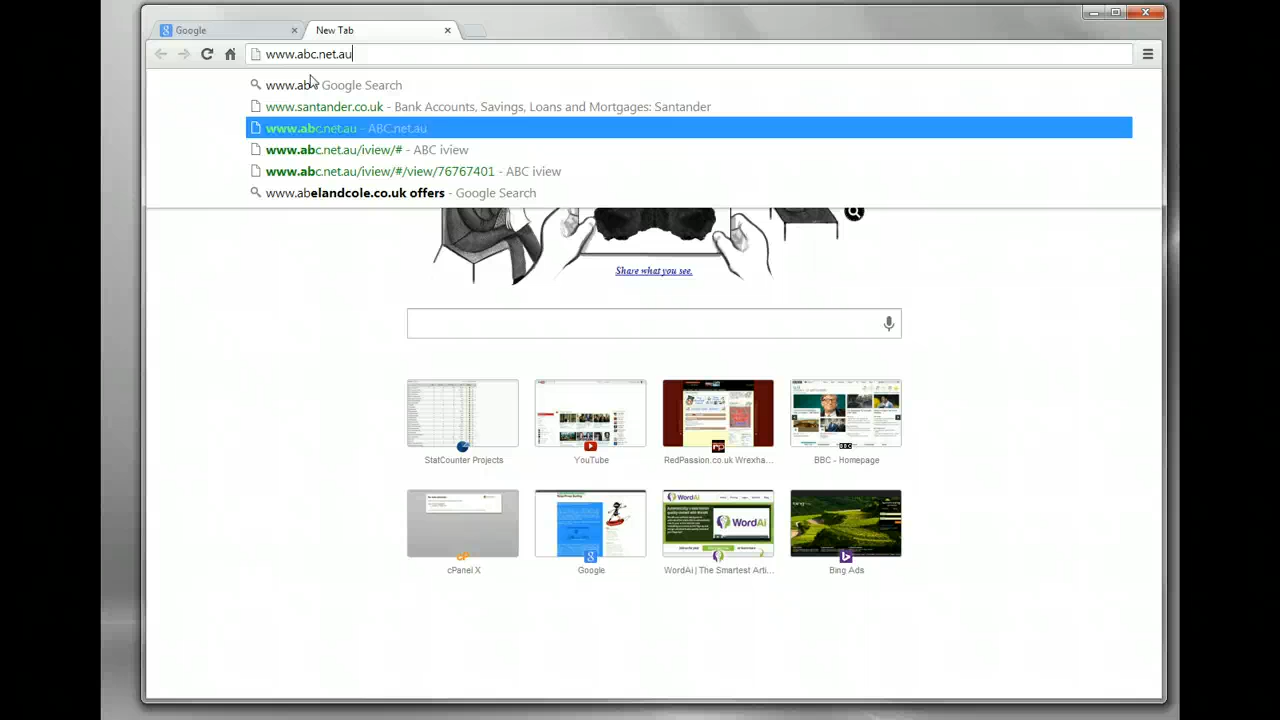 Google
New Tab
www.abc.net.au
www.ab - Google Search
www.santander.co.uk - Bank Accounts, Savings, Loans and Mortgages: Santander
www.abc.net.au - ABC.net.au
www.abc.net.au/iview/# - ABC iview
www.abc.net.au/iview/#/view/76767401 - ABC iview
www.abelandcole.co.uk offers - Google Search
Share what you see.
StatCounter Projects
YouTube
RedPassion.co.uk Wrexha...
BBC - Homepage
WordAi
WordAi
cPanel X
Google
WordAi | The Smartest Arti...
Bing Ads